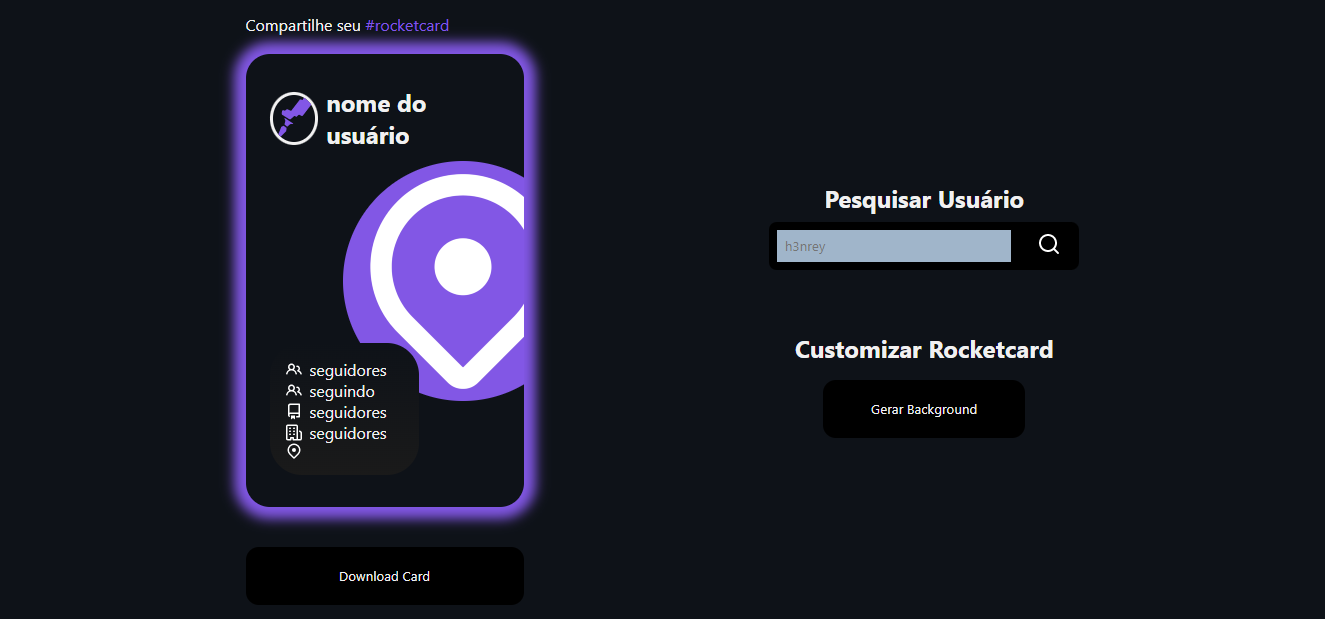 Compartilhe seu #rocketcard
nome do
usuário
seguidores
seguindo
seguidores
seguidores
Download Card
Pesquisar Usuário
h3nrey
Customizar Rocketcard
Gerar Background